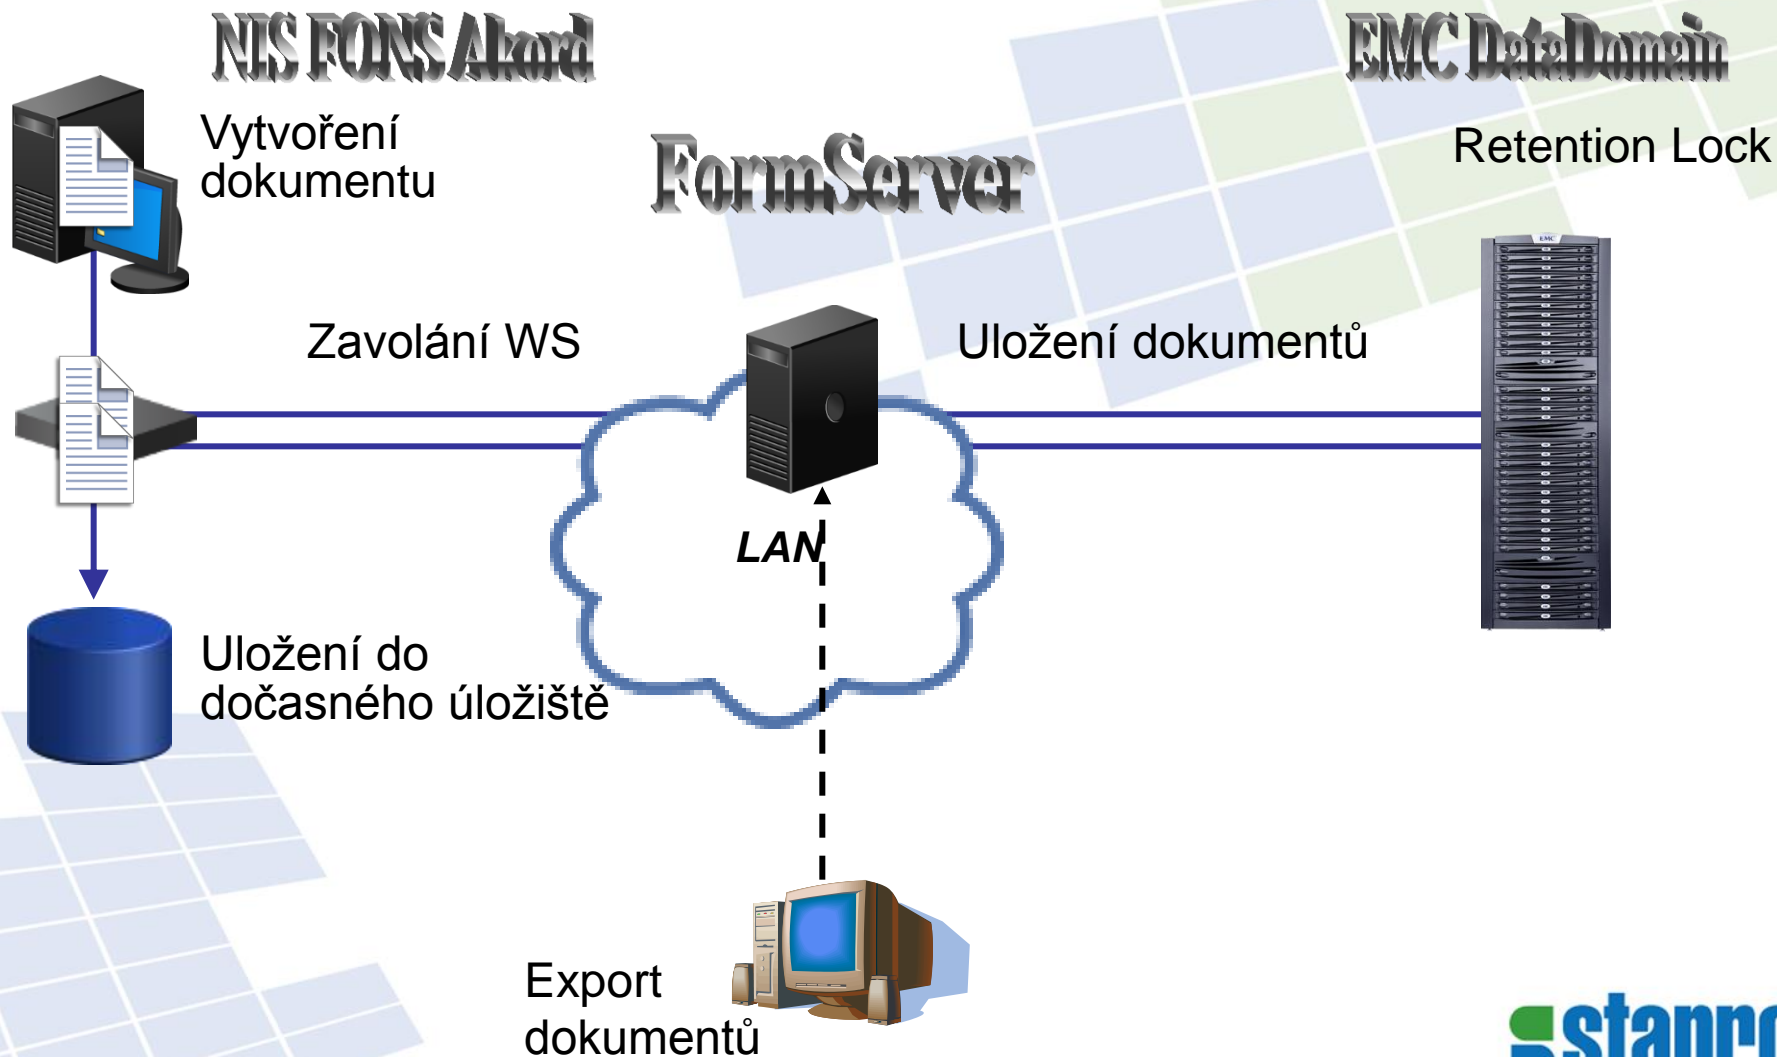 NIS FONS Akord
EMC DataDomain
Vytvoření
dokumentu
FormServer
Retention Lock
Zavolání WS
Uložení dokumentů
EMC
LAN
Uložení do
dočasného úložiště
Export
dokumentů